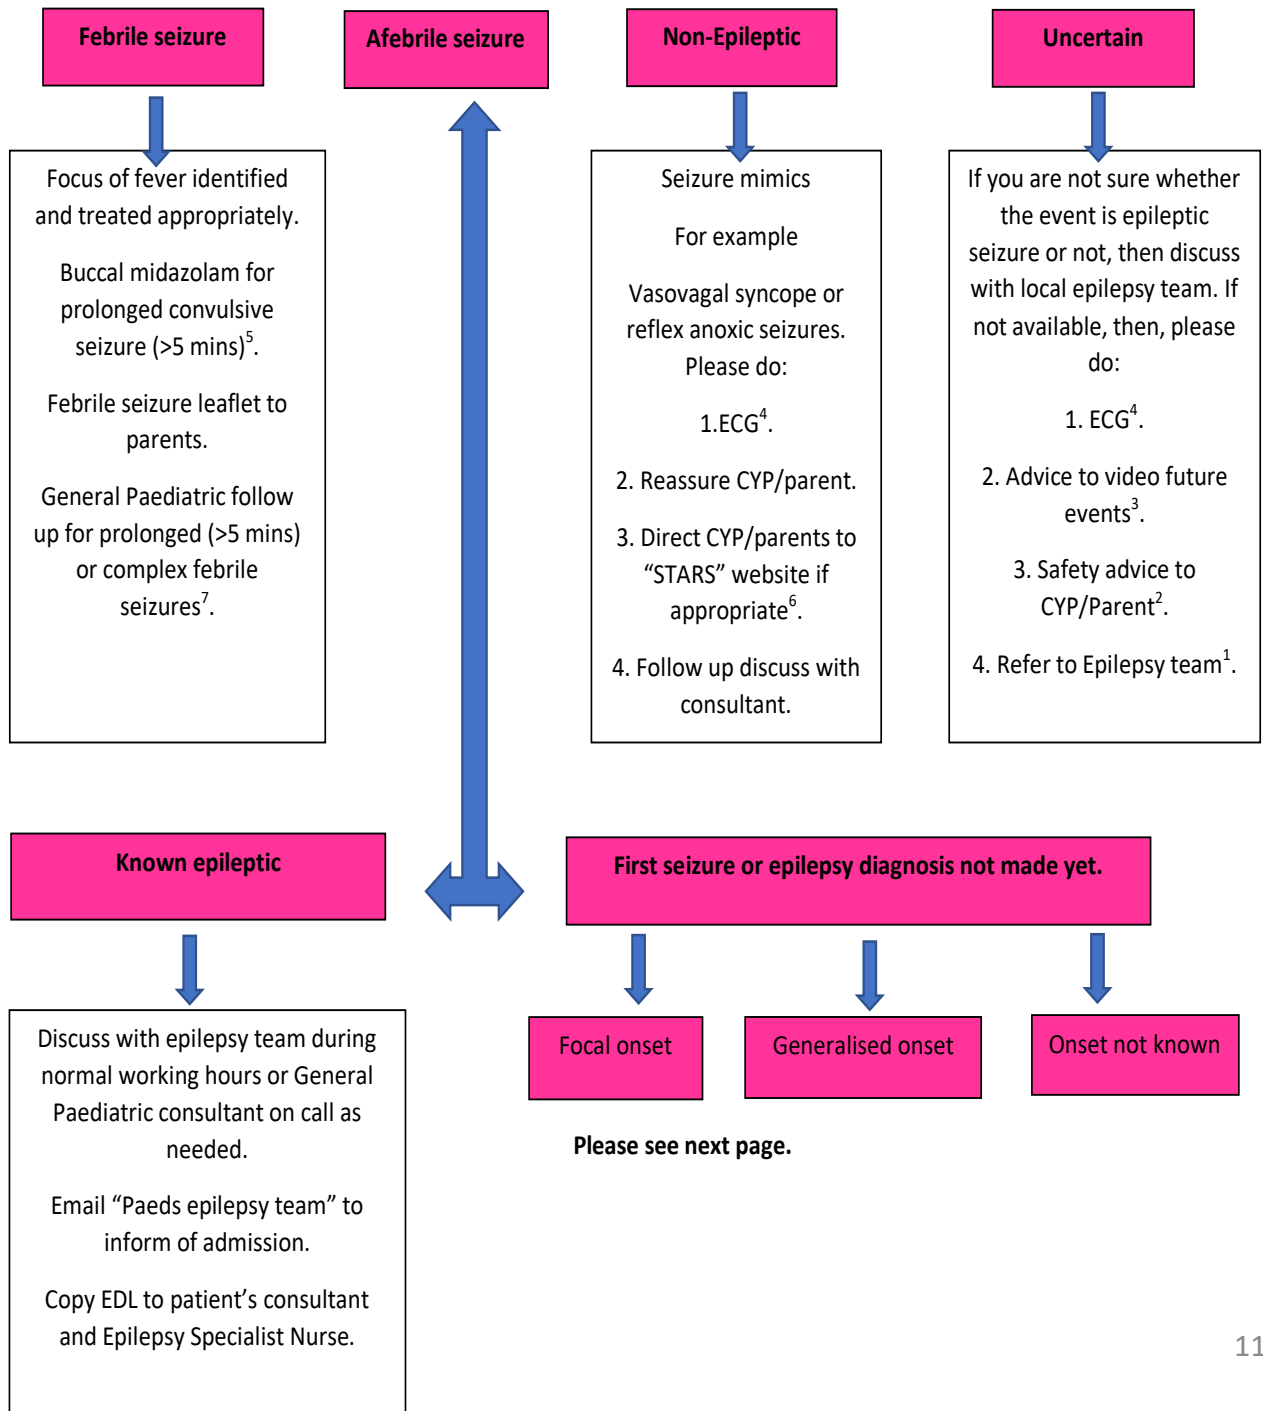 Febrile seizure
Afebrile seizure
Non-Epileptic
Uncertain
Focus of fever identified
and treated appropriately.
Buccal midazolam for
prolonged convulsive
seizure (>5 mins)⁵.
Febrile seizure leaflet to
parents.
General Paediatric follow
up for prolonged (>5 mins)
or complex febrile
seizures⁷.
Seizure mimics
For example
Vasovagal syncope or
reflex anoxic seizures.
Please do:
1.ECG⁴.
2. Reassure CYP/parent.
3. Direct CYP/parents to
“STARS” website if
appropriate⁶.
4. Follow up discuss with
consultant.
If you are not sure whether
the event is epileptic
seizure or not, then discuss
with local epilepsy team. If
not available, then, please
do:
1. ECG⁴.
2. Advice to video future
events³.
3. Safety advice to
CYP/Parent².
4. Refer to Epilepsy team¹.
Known epileptic
First seizure or epilepsy diagnosis not made yet.
Discuss with epilepsy team during
normal working hours or General
Paediatric consultant on call as
needed.
Email “Paeds epilepsy team” to
inform of admission.
Copy EDL to patient’s consultant
and Epilepsy Specialist Nurse.
Focal onset
Generalised onset
Onset not known
Please see next page.
11